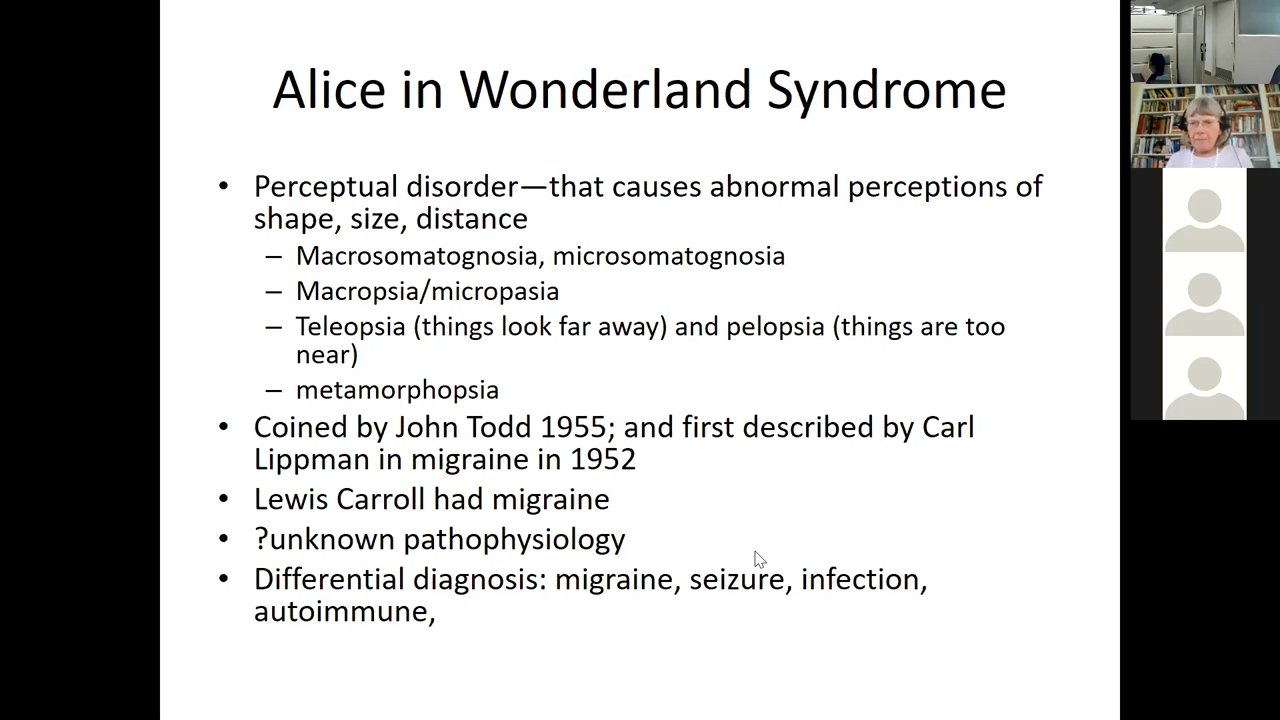 Alice in Wonderland Syndrome
• Perceptual disorder—that causes abnormal perceptions of
shape, size, distance
– Macrosomatognosia, microsomatognosia
– Macropsia/micropasia
– Teleopsia (things look far away) and pelopsia (things are too
near)
– metamorphopsia
• Coined by John Todd 1955; and first described by Carl
Lippman in migraine in 1952
• Lewis Carroll had migraine
• ?unknown pathophysiology
• Differential diagnosis: migraine, seizure, infection,
autoimmune,